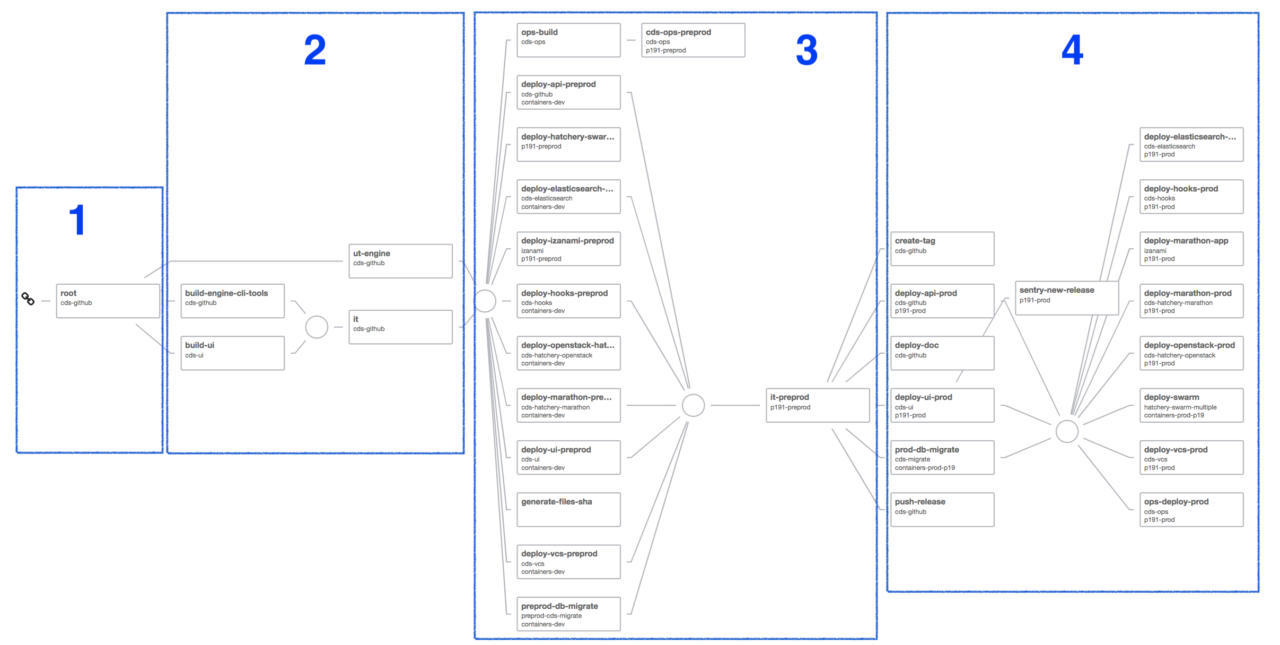 1
root
cds-github
2
ut-engine
cds-github
build-engine-cli-tools
cds-github
it
cds-github
build-ui
cds-ui
3
ops-build
cds-ops
cds-ops-preprod
cds-ops
p191-preprod
deploy-api-preprod
cds-github
containers-dev
deploy-hatchery-swar...
p191-preprod
deploy-elasticsearch-...
cds-elasticsearch
containers-dev
deploy-izanami-preprod
izanami
p191-preprod
deploy-hooks-preprod
cds-hooks
containers-dev
deploy-openstack-hat...
cds-hatchery-openstack
containers-dev
deploy-marathon-pre...
cds-hatchery-marathon
containers-dev
deploy-ui-preprod
cds-ui
containers-dev
generate-files-sha
deploy-vcs-preprod
cds-vcs
containers-dev
preprod-db-migrate
preprod-cds-migrate
containers-dev
it-preprod
p191-preprod
4
create-tag
cds-github
deploy-api-prod
cds-github
p191-prod
deploy-doc
cds-github
deploy-ui-prod
cds-ui
p191-prod
prod-db-migrate
cds-migrate
containers-prod-p19
push-release
cds-github
sentry-new-release
p191-prod
deploy-elasticsearch-...
cds-elasticsearch
p191-prod
deploy-hooks-prod
cds-hooks
p191-prod
deploy-marathon-app
izanami
p191-prod
deploy-marathon-prod
cds-hatchery-marathon
p191-prod
deploy-openstack-prod
cds-hatchery-openstack
p191-prod
deploy-swarm
hatchery-swarm-multiple
containers-prod-p19
deploy-vcs-prod
cds-vcs
p191-prod
ops-deploy-prod
cds-ops
p191-prod